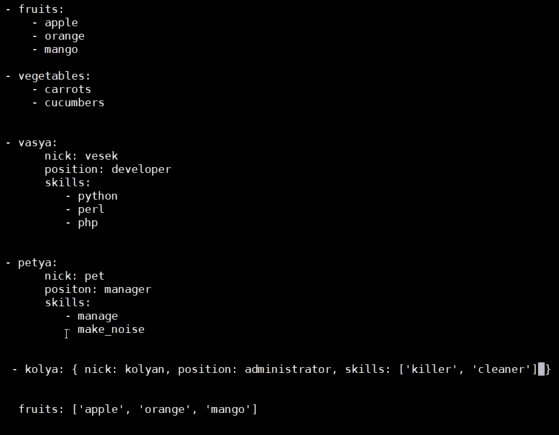 - fruits:
    - apple
    - orange
    - mango
- vegetables:
    - carrots
    - cucumbers
- vasya:
      nick: vesek
      position: developer
      skills:
         - python
         - perl
         - php
- petya:
      nick: pet
      positon: manager
      skills:
         - manage
         - make_noise
 - kolya: { nick: kolyan, position: administrator, skills: ['killer', 'cleaner'] }
  fruits: ['apple', 'orange', 'mango']